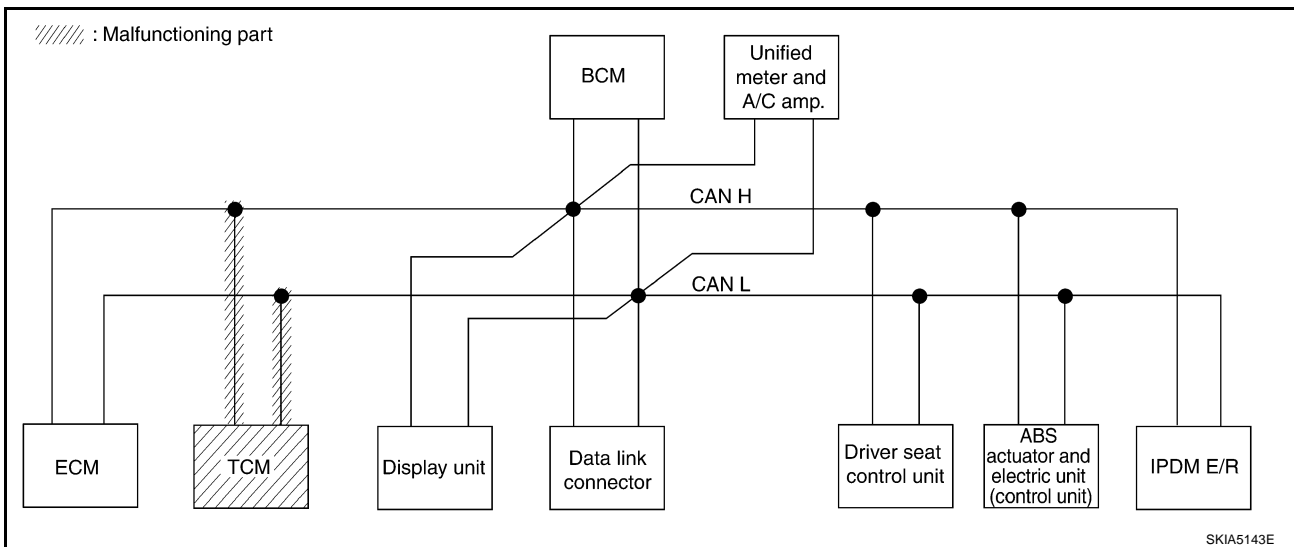 : Malfunctioning part
BCM
Unified
meter and
A/C amp.
CAN H
CAN L
ECM
TCM
Display unit
Data link
connector
Driver seat
control unit
ABS
actuator and
electric unit
(control unit)
IPDM E/R
SKIA5143E